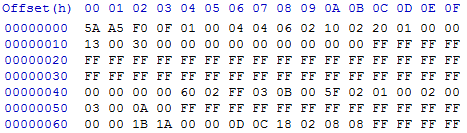 Offset(h) 00 01 02 03 04 05 06 07 08 09 0A 0B 0C 0D 0E 0F
00000000 5A A5 F0 0F 01 00 04 04 06 02 10 02 20 01 00 00
00000010 13 00 30 00 00 00 00 00 00 00 00 00 FF FF FF FF
00000020 FF FF FF FF FF FF FF FF FF FF FF FF FF FF FF FF
00000030 FF FF FF FF FF FF FF FF FF FF FF FF FF FF FF FF
00000040 00 00 00 00 60 02 FF 03 0B 00 5F 02 01 00 02 00
00000050 03 00 0A 00 FF FF FF FF FF FF FF FF FF FF FF FF
00000060 00 00 1B 1A 00 00 0D 0C 18 02 08 08 FF FF FF FF